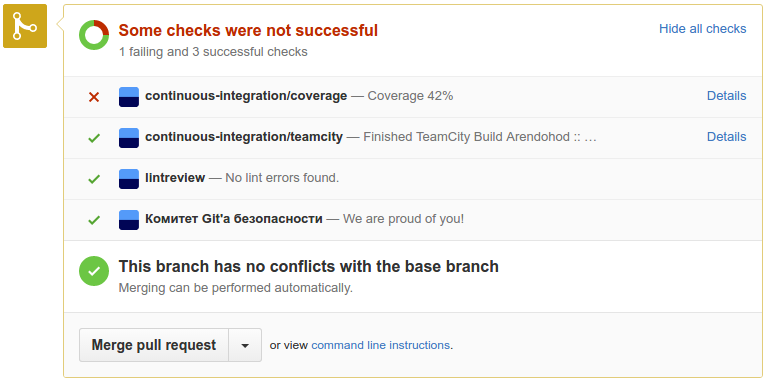 Some checks were not successful
Hide all checks
1 failing and 3 successful checks
continuous-integration/coverage — Coverage 42%
Details
continuous-integration/teamcity — Finished TeamCity Build Arendohod :: …
Details
lintreview — No lint errors found.
Комитет Git'a безопасности — We are proud of you!
This branch has no conflicts with the base branch
Merging can be performed automatically.
Merge pull request
or view command line instructions.